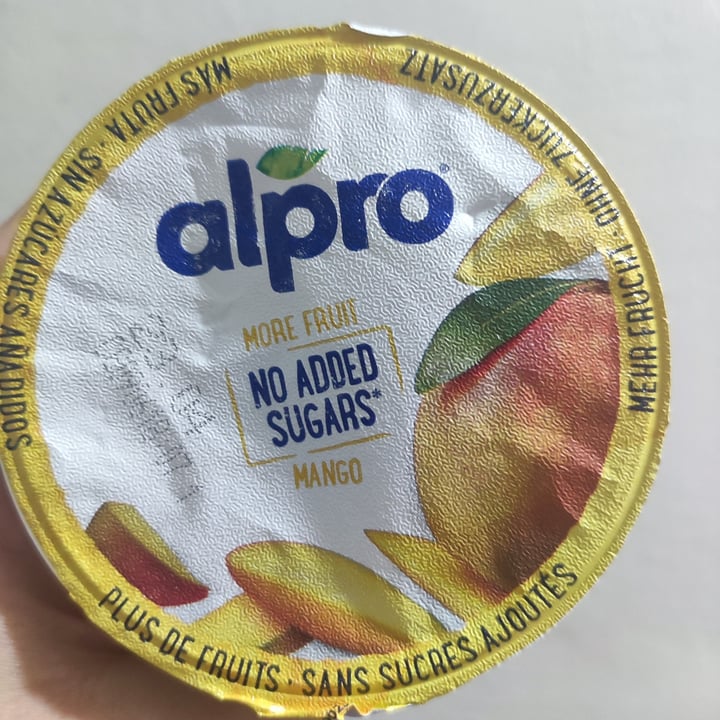 alpro
MORE FRUIT
NO ADDED
SUGARS*
MANGO
MÁS FRUTA · SIN AZÚCARES AÑADIDOS
MEHR FRUCHT · OHNE ZUCKERZUSATZ
PLUS DE FRUITS · SANS SUCRES AJOUTÉS